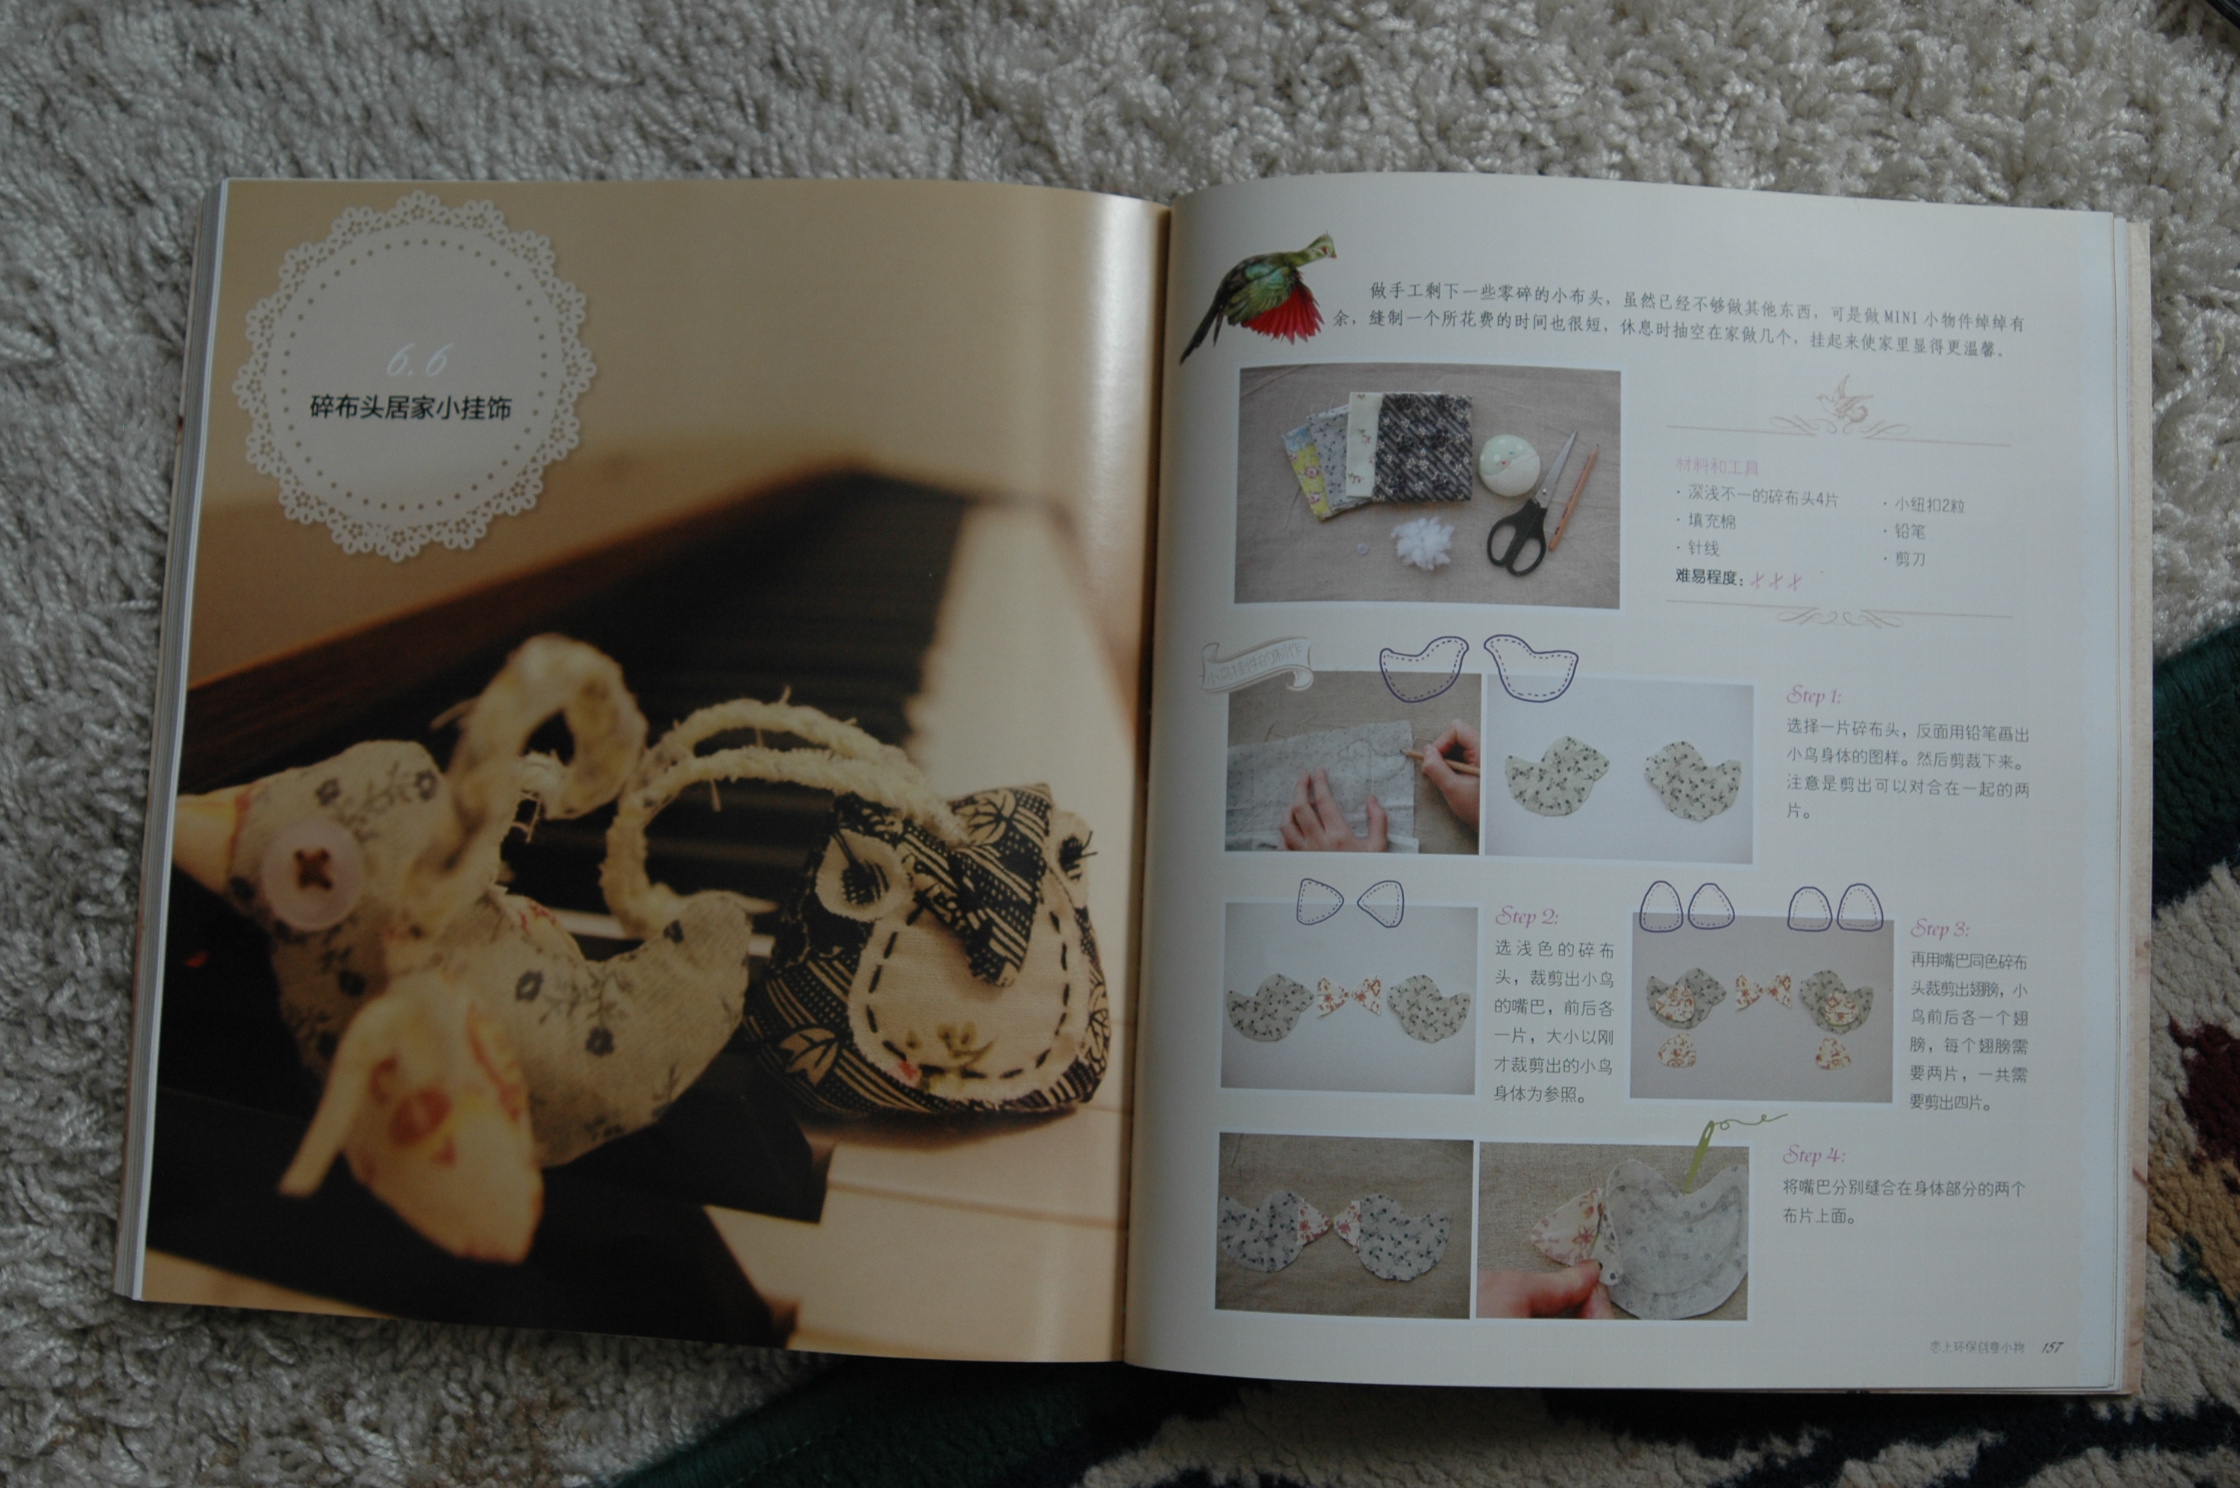 6.6
碎布头居家小挂饰
做手工剩下一些零碎的小布头，虽然已经不够做其他东西，可是做MINI小物件绰绰有
余，缝制一个所花费的时间也很短，休息时抽空在家做几个，挂起来使家里显得更温馨。
材料和工具
·深浅不一的碎布头4片
·填充棉
·针线
·小纽扣2粒
·铅笔
·剪刀
难易程度：
Step 1:
选择一片碎布头，反面用铅笔画出
小鸟身体的图样。然后剪裁下来。
注意是剪出可以对合在一起的两
片。
Step 2:
选浅色的碎布
头，裁剪出小鸟
的嘴巴，前后各
一片，大小以刚
才裁剪出的小鸟
身体为参照。
Step 3:
再用嘴巴同色碎布
头裁剪出翅膀，小
鸟前后各一个翅
膀，每个翅膀需
要两片，一共需
要剪出四片。
Step 4:
将嘴巴分别缝合在身体部分的两个
布片上面。
恋上环保创意小物 157